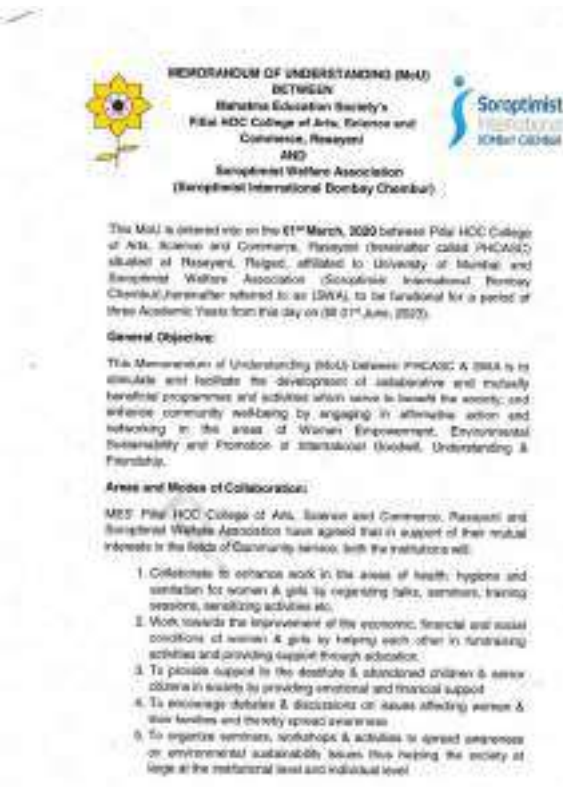 MEMORANDUM OF UNDERSTANDING (MoU)
BETWEEN
Mahatma Education Society's
Pillai HOC College of Arts, Science and
Commerce, Rasayani
AND
Soroptimist Welfare Association
(Soroptimist International Bombay Chembur)
Soroptimist
International
BOMBAY CHEMBUR
This MoU is entered into on the 01st March, 2020 between Pillai HOC College
of Arts, Science and Commerce, Rasayani (hereinafter called PHCASC)
situated at Rasayani, Raigad, affiliated to University of Mumbai and
Soroptimist Welfare Association (Soroptimist International Bombay
Chembur),hereinafter referred to as (SWA), to be functional for a period of
three Academic Years from this day on (till 01st June, 2023).
General Objective:
This Memorandum of Understanding (MoU) between PHCASC & SWA is to
stimulate and facilitate the development of collaborative and mutually
beneficial programmes and activities which serve to benefit the society, and
enhance community well-being by engaging in affirmative action and
networking in the areas of Women Empowerment, Environmental
Sustainability and Promotion of International Goodwill, Understanding &
Friendship.
Areas and Modes of Collaboration:
MES' Pillai HOC College of Arts, Science and Commerce, Rasayani and
Soroptimist Welfare Association have agreed that in support of their mutual
interests in the fields of Community service, both the institutions will:
1. Collaborate to enhance work in the areas of health, hygiene and
sanitation for women & girls by organizing talks, seminars, training
sessions, sensitizing activities etc.
2. Work towards the improvement of the economic, financial and social
conditions of women & girls by helping each other in fundraising
activities and providing support through education.
3. To provide support to the destitute & abandoned children & senior
citizens in society by providing emotional and financial support
4. To encourage debates & discussions on issues affecting women &
their families and thereby spread awareness
5. To organize seminars, workshops & activities to spread awareness
on environmental sustainability issues thus helping the society at
large at the institutional level and individual level